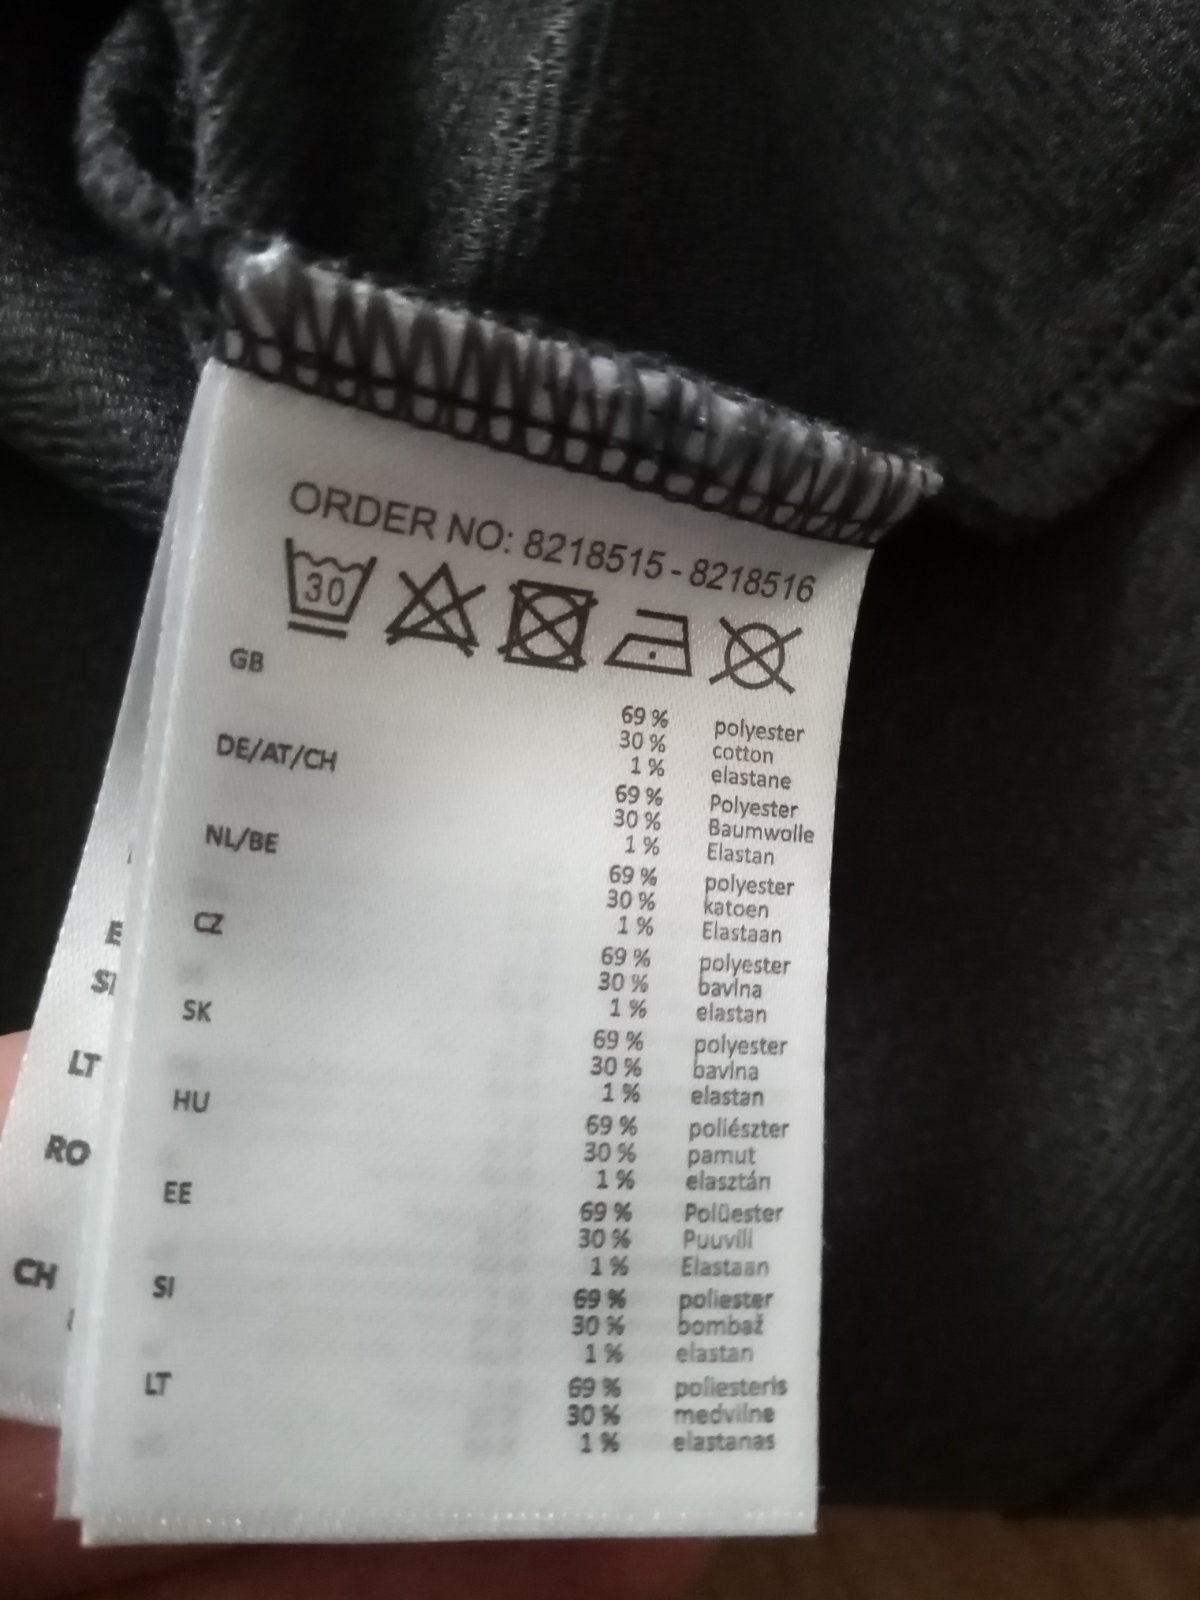 ORDER NO: 8218515 - 8218516
30
GB
69 % polyester
30 % cotton
1 % elastane
DE/AT/CH
69 % Polyester
30 % Baumwolle
1 % Elastan
NL/BE
69 % polyester
30 % katoen
1 % Elastaan
CZ
69 % polyester
30 % bavlna
1 % elastan
SK
69 % polyester
30 % bavlna
1 % elastan
HU
69 % poliészter
30 % pamut
1 % elasztán
EE
69 % Polüester
30 % Puuvill
1 % Elastaan
SI
69 % poliester
30 % bombaž
1 % elastan
LT
69 % poliesteris
30 % medvilnė
1 % elastanas
LT
RO
CH